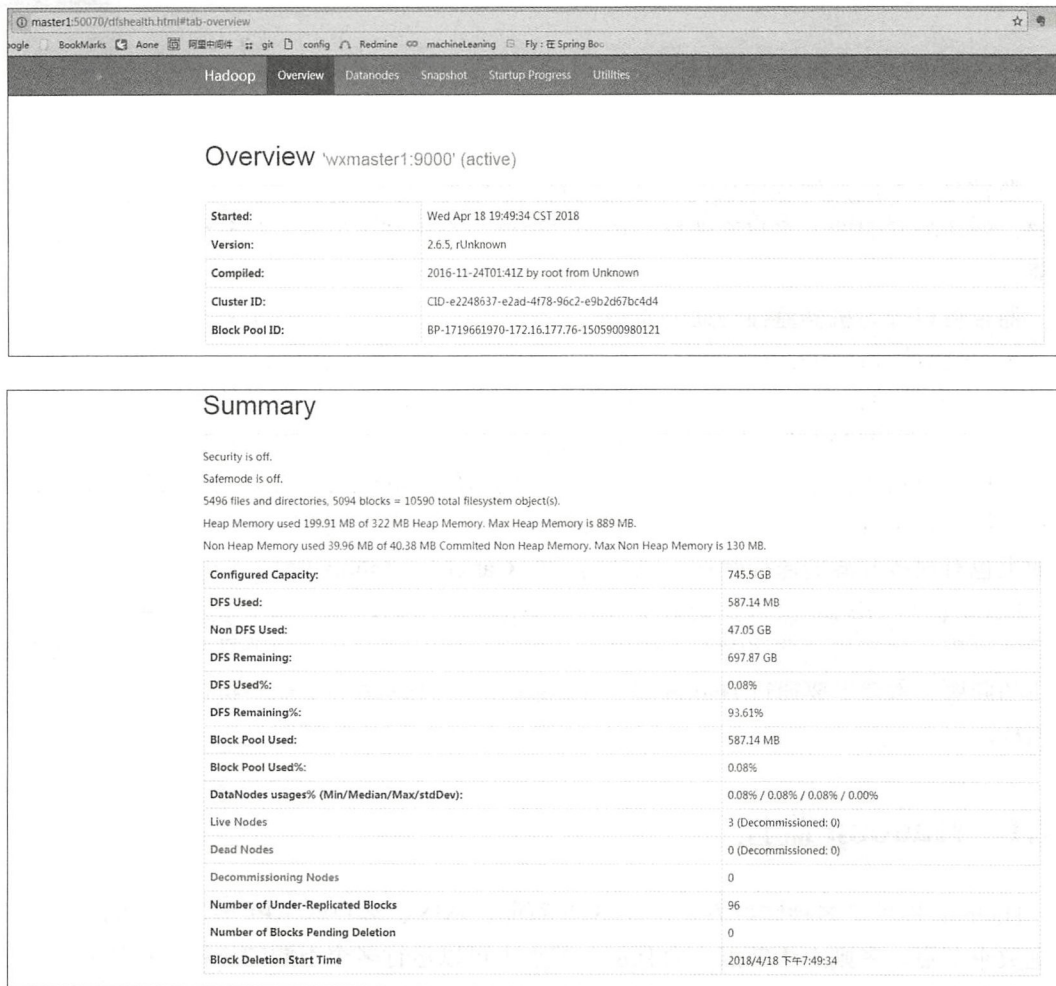 master1:50070/dfshealth.html#tab-overview
oogle BookMarks Aone 阿里中间件 git config Redmine machineLeaning Fly : 在 Spring Boo
Hadoop Overview Datanodes Snapshot Startup Progress Utilities
Overview 'wxmaster1:9000' (active)
Started: Wed Apr 18 19:49:34 CST 2018
Version: 2.6.5, rUnknown
Compiled: 2016-11-24T01:41Z by root from Unknown
Cluster ID: CID-e2248637-e2ad-4f78-96c2-e9b2d67bc4d4
Block Pool ID: BP-1719661970-172.16.177.76-1505900980121
Summary
Security is off.
Safemode is off.
5496 files and directories, 5094 blocks = 10590 total filesystem object(s).
Heap Memory used 199.91 MB of 322 MB Heap Memory. Max Heap Memory is 889 MB.
Non Heap Memory used 39.96 MB of 40.38 MB Commited Non Heap Memory. Max Non Heap Memory is 130 MB.
Configured Capacity: 745.5 GB
DFS Used: 587.14 MB
Non DFS Used: 47.05 GB
DFS Remaining: 697.87 GB
DFS Used%: 0.08%
DFS Remaining%: 93.61%
Block Pool Used: 587.14 MB
Block Pool Used%: 0.08%
DataNodes usages% (Min/Median/Max/stdDev): 0.08% / 0.08% / 0.08% / 0.00%
Live Nodes 3 (Decommissioned: 0)
Dead Nodes 0 (Decommissioned: 0)
Decommissioning Nodes 0
Number of Under-Replicated Blocks 96
Number of Blocks Pending Deletion 0
Block Deletion Start Time 2018/4/18 下午7:49:34